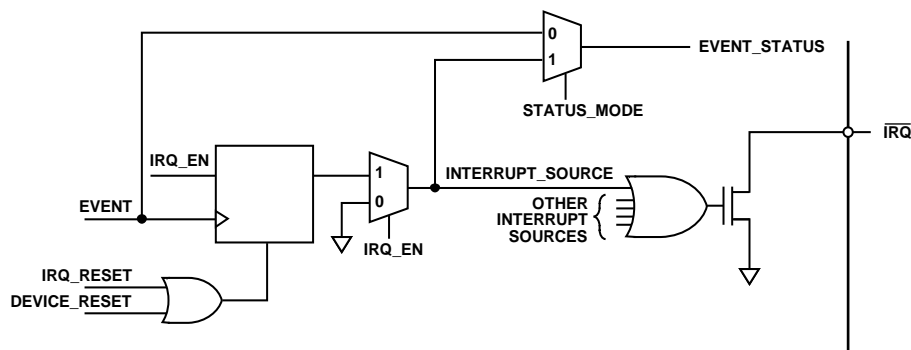 0
1
EVENT_STATUS
STATUS_MODE
IRQ
IRQ_EN
1
0
INTERRUPT_SOURCE
EVENT
OTHER
INTERRUPT
SOURCES
IRQ_EN
IRQ_RESET
DEVICE_RESET